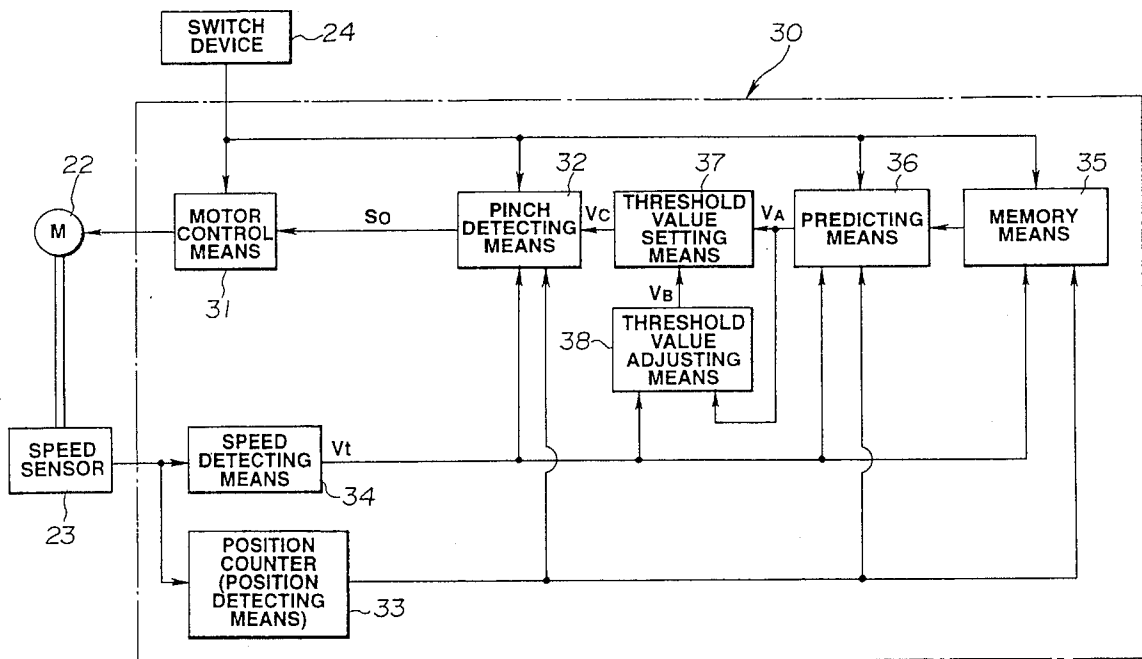 SWITCH
DEVICE
24
30
22
M
MOTOR
CONTROL
MEANS
31
So
32
PINCH
DETECTING
MEANS
VC
37
THRESHOLD
VALUE
SETTING
MEANS
VA
36
PREDICTING
MEANS
35
MEMORY
MEANS
VB
38
THRESHOLD
VALUE
ADJUSTING
MEANS
SPEED
SENSOR
23
SPEED
DETECTING
MEANS
34
Vt
POSITION
COUNTER
(POSITION
DETECTING
MEANS)
33